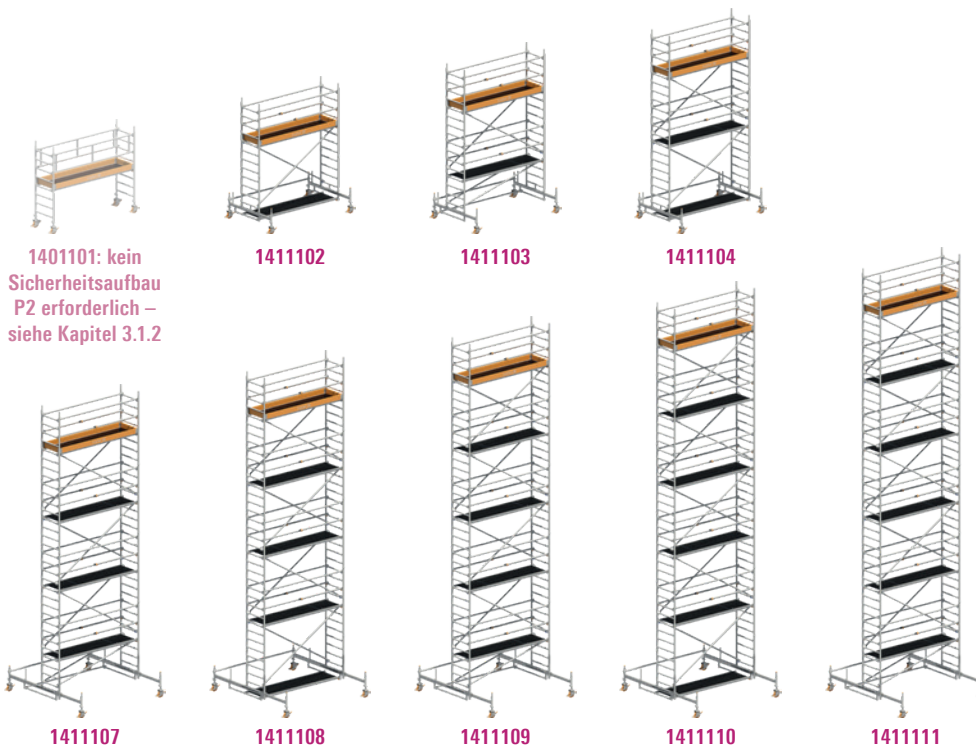 1401101: kein
Sicherheitsaufbau
P2 erforderlich –
siehe Kapitel 3.1.2
1411102
1411103
1411104
1411107
1411108
1411109
1411110
1411111